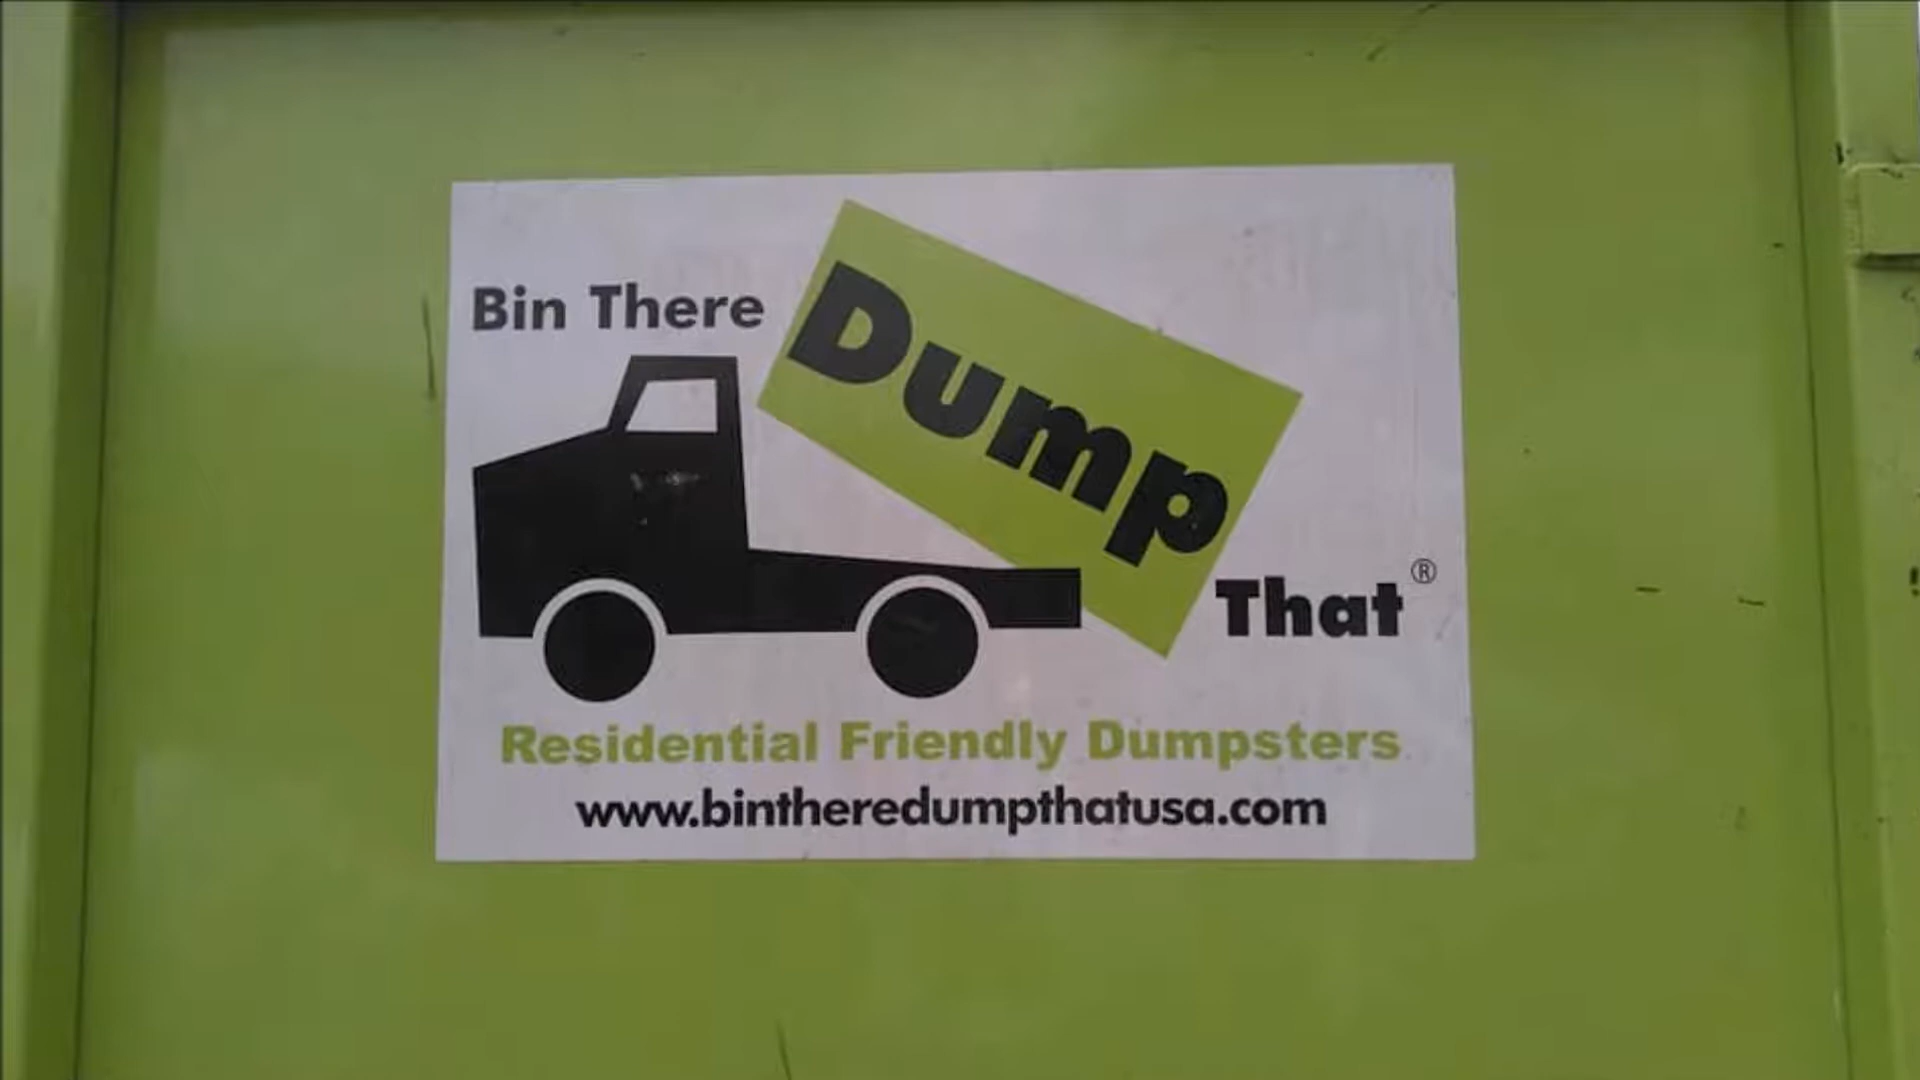 Bin There
Dump
That®
Residential Friendly Dumpsters
www.bintheredumpthatusa.com